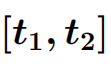 [t₁, t₂]